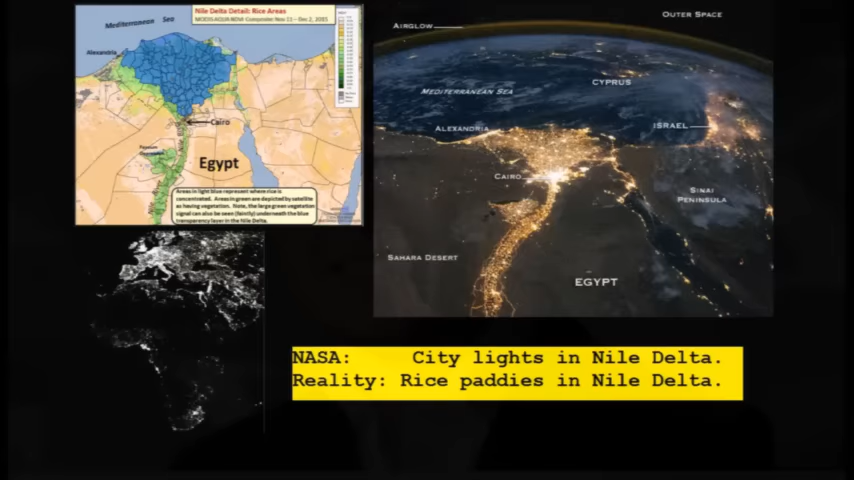 Nile Delta Detail: Rice Areas
Mediterranean Sea
Alexandria
Cairo
Egypt
Areas in light blue represent where rice is
concentrated. Areas in green are depicted by satellite
as having vegetation. Note, the large green vegetation
signal can also be seen (faintly) underneath the blue
transparency layer in the Nile Delta.
AIRGLOW
OUTER SPACE
CYPRUS
MEDITERRANEAN SEA
ISRAEL
ALEXANDRIA
CAIRO
SINAI
PENINSULA
SAHARA DESERT
EGYPT
NASA: City lights in Nile Delta.
Reality: Rice paddies in Nile Delta.